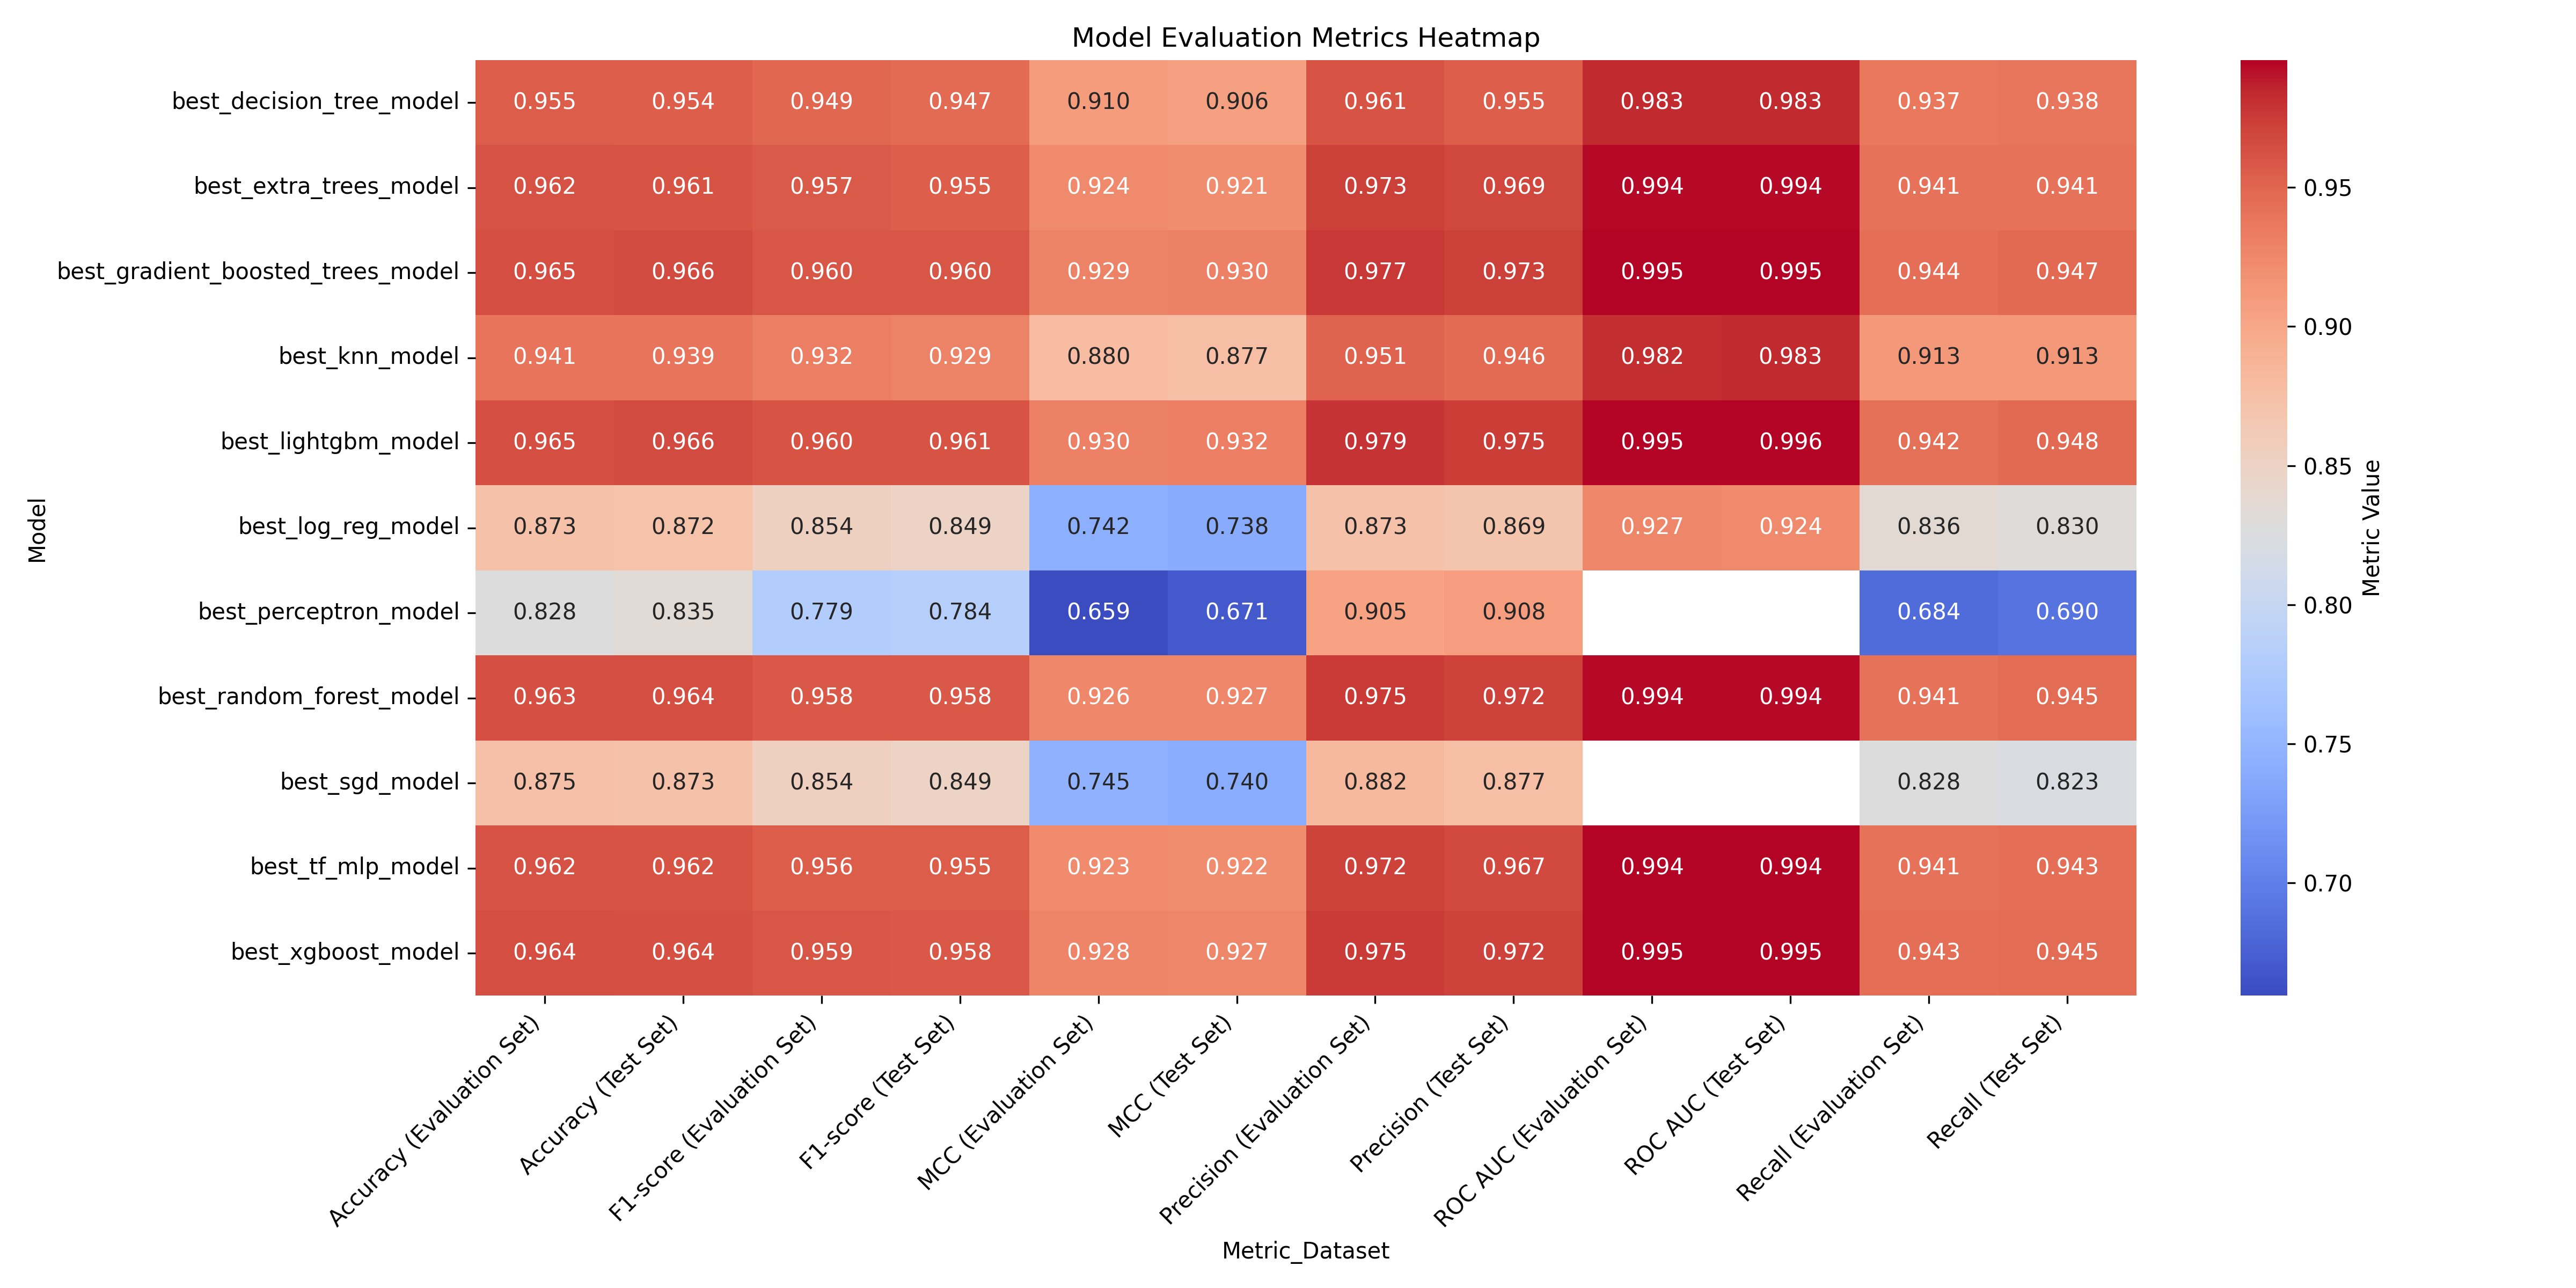 Model Evaluation Metrics Heatmap
Model
best_decision_tree_model 0.955 0.954 0.949 0.947 0.910 0.906 0.961 0.955 0.983 0.983 0.937 0.938
best_extra_trees_model 0.962 0.961 0.957 0.955 0.924 0.921 0.973 0.969 0.994 0.994 0.941 0.941
best_gradient_boosted_trees_model 0.965 0.966 0.960 0.960 0.929 0.930 0.977 0.973 0.995 0.995 0.944 0.947
best_knn_model 0.941 0.939 0.932 0.929 0.880 0.877 0.951 0.946 0.982 0.983 0.913 0.913
best_lightgbm_model 0.965 0.966 0.960 0.961 0.930 0.932 0.979 0.975 0.995 0.996 0.942 0.948
best_log_reg_model 0.873 0.872 0.854 0.849 0.742 0.738 0.873 0.869 0.927 0.924 0.836 0.830
best_perceptron_model 0.828 0.835 0.779 0.784 0.659 0.671 0.905 0.908 0.684 0.690
best_random_forest_model 0.963 0.964 0.958 0.958 0.926 0.927 0.975 0.972 0.994 0.994 0.941 0.945
best_sgd_model 0.875 0.873 0.854 0.849 0.745 0.740 0.882 0.877 0.828 0.823
best_tf_mlp_model 0.962 0.962 0.956 0.955 0.923 0.922 0.972 0.967 0.994 0.994 0.941 0.943
best_xgboost_model 0.964 0.964 0.959 0.958 0.928 0.927 0.975 0.972 0.995 0.995 0.943 0.945
Accuracy (Evaluation Set)
Accuracy (Test Set)
F1-score (Evaluation Set)
F1-score (Test Set)
MCC (Evaluation Set)
MCC (Test Set)
Precision (Evaluation Set)
Precision (Test Set)
ROC AUC (Evaluation Set)
ROC AUC (Test Set)
Recall (Evaluation Set)
Recall (Test Set)
Metric_Dataset
0.95
0.90
0.85
0.80
0.75
0.70
Metric Value